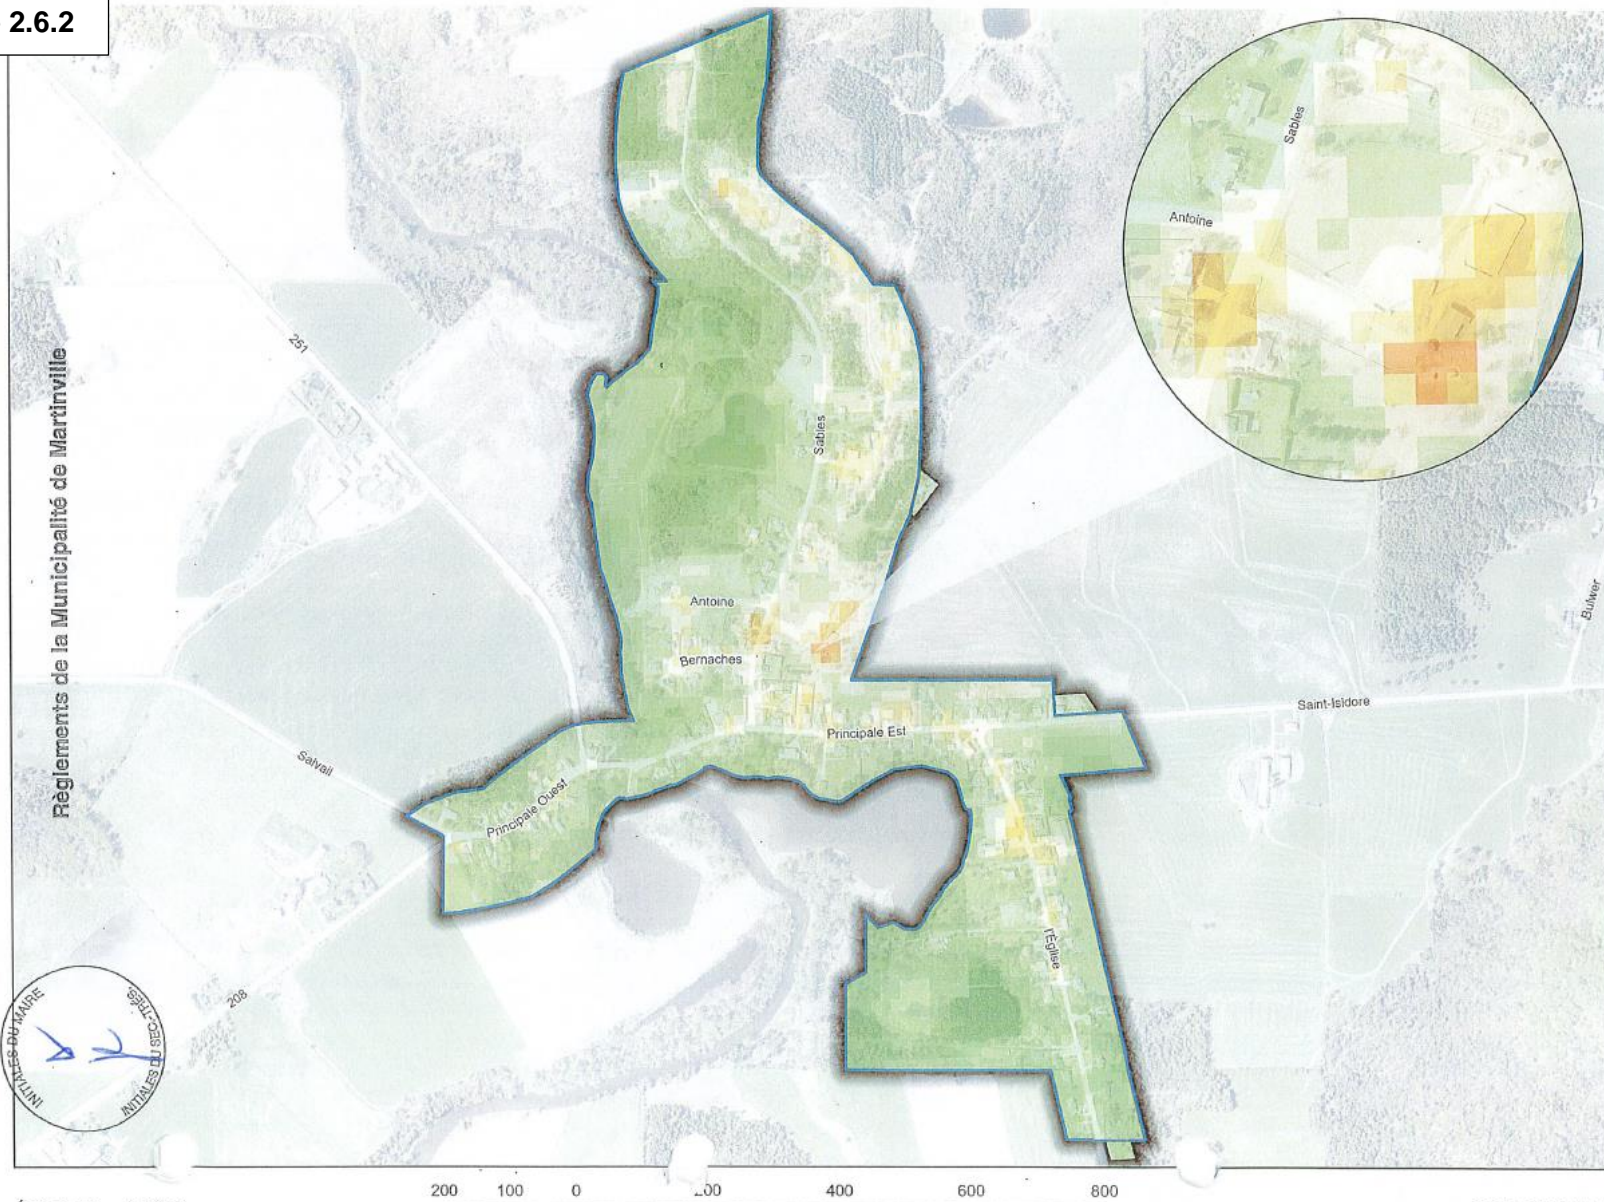 2.6.2
Règlements de la Municipalité de Martinville
251
Sables
Antoine
Sables
Antoine
Bernaches
Bulwer
Saint-Isidore
Principale Est
Salvail
Principale Ouest
l'Église
208
INITIALES DU MAIRE
INITIALES DU SEC.-TRÉS.
200 100 0 200 400 600 800